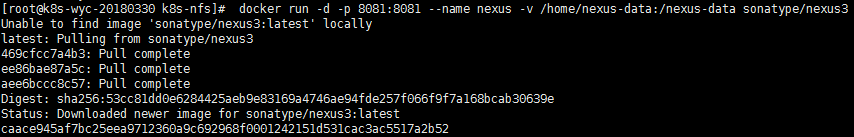 [root@k8s-wyc-20180330 k8s-nfs]#  docker run -d -p 8081:8081 --name nexus -v /home/nexus-data:/nexus-data sonatype/nexus3
Unable to find image 'sonatype/nexus3:latest' locally
latest: Pulling from sonatype/nexus3
469cfcc7a4b3: Pull complete
ee86bae87a5c: Pull complete
aee6bccc8c57: Pull complete
Digest: sha256:53cc81dd0e6284425aeb9e83169a4746ae94fde257f066f9f7a168bcab30639e
Status: Downloaded newer image for sonatype/nexus3:latest
caace945af7bc25eea9712360a9c692968f0001242151d531cac3ac5517a2b52